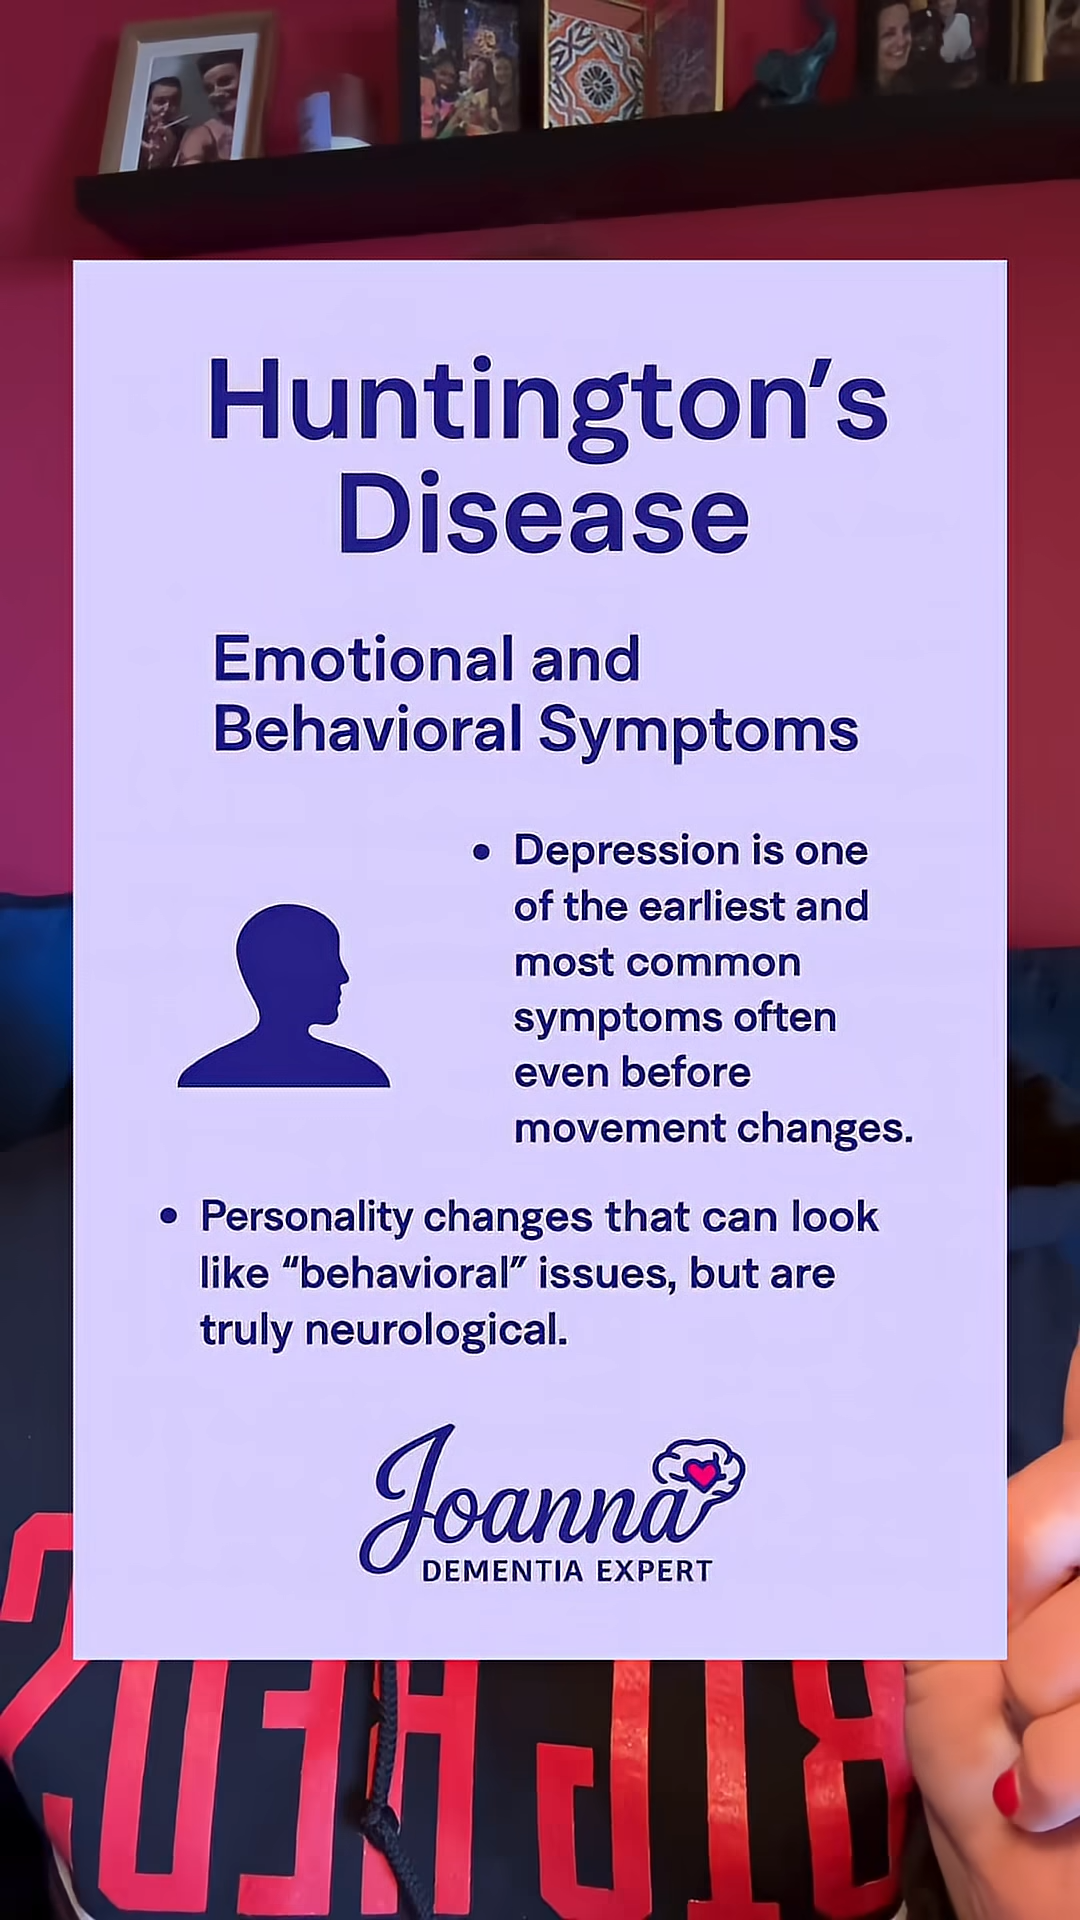 Huntington’s
Disease
Emotional and
Behavioral Symptoms
• Depression is one
of the earliest and
most common
symptoms often
even before
movement changes.
• Personality changes that can look
like “behavioral” issues, but are
truly neurological.
Joanna
DEMENTIA EXPERT